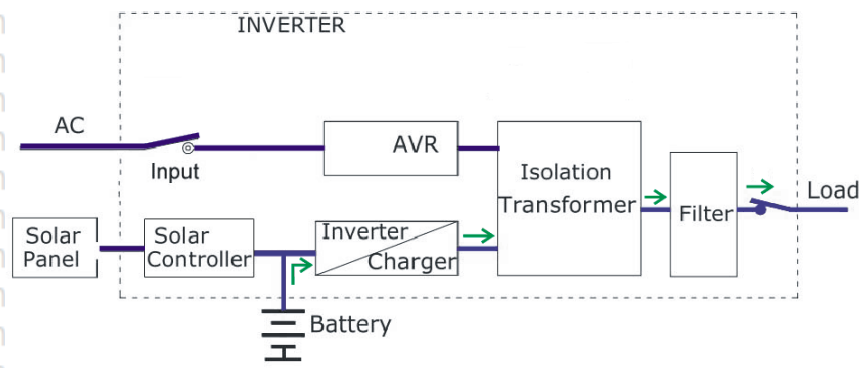 INVERTER
AC
Input
AVR
Isolation
Transformer
Filter
Load
Solar
Panel
Solar
Controller
Inverter
Charger
Battery